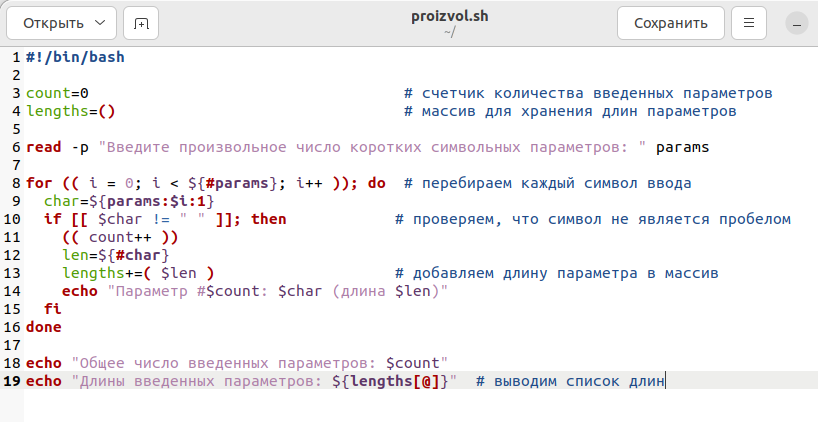 Открыть
proizvol.sh
~/
Сохранить
1 #!/bin/bash
2
3 count=0 # счетчик количества введенных параметров
4 lengths=() # массив для хранения длин параметров
5
6 read -p "Введите произвольное число коротких символьных параметров: " params
7
8 for (( i = 0; i < ${#params}; i++ )); do # перебираем каждый символ ввода
9 char=${params:$i:1}
10 if [[ $char != " " ]]; then # проверяем, что символ не является пробелом
11 (( count++ ))
12 len=${#char}
13 lengths+=( $len ) # добавляем длину параметра в массив
14 echo "Параметр #$count: $char (длина $len)"
15 fi
16 done
17
18 echo "Общее число введенных параметров: $count"
19 echo "Длины введенных параметров: ${lengths[@]}" # выводим список длин